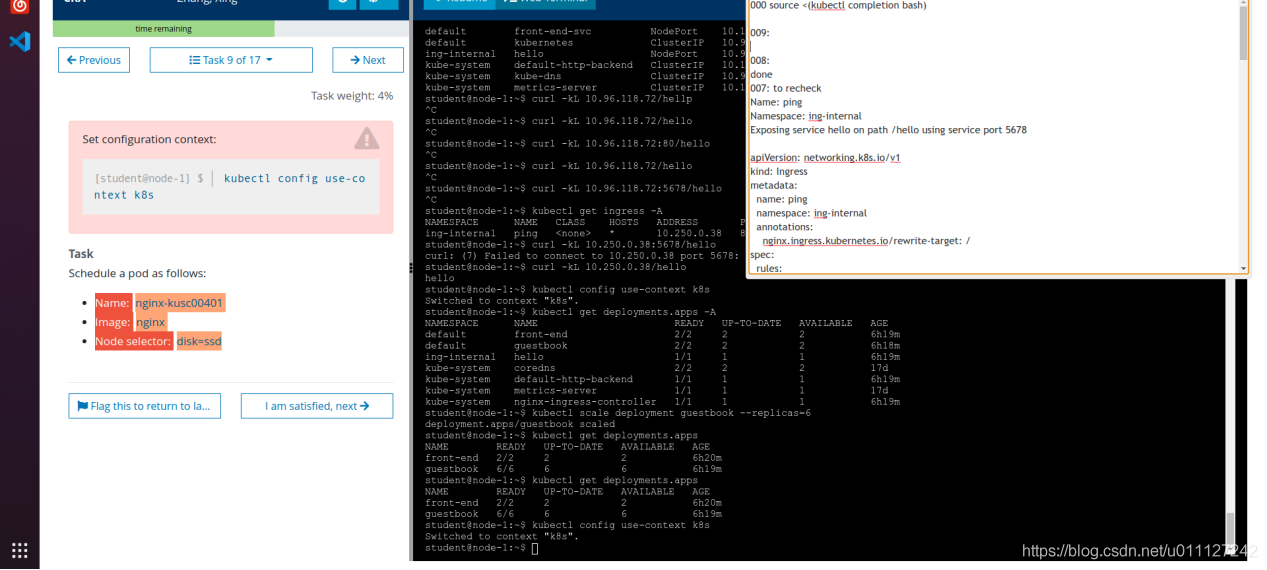 time remaining
Previous
Task 9 of 17
Next
Task weight: 4%
Set configuration context:
[student@node-1] $ | kubectl config use-co
ntext k8s
Task
Schedule a pod as follows:
Name: nginx-kusc00401
Image: nginx
Node selector: disk=ssd
Flag this to return to la...
I am satisfied, next
default front-end-svc NodePort 10.1
default kubernetes ClusterIP 10.9
ing-internal hello NodePort 10.9
kube-system default-http-backend ClusterIP 10.1
kube-system kube-dns ClusterIP 10.9
kube-system metrics-server ClusterIP 10.1
student@node-1:~$ curl -kL 10.96.118.72/hellp
^C
student@node-1:~$ curl -kL 10.96.118.72/hello
^C
student@node-1:~$ curl -kL 10.96.118.72:80/hello
^C
student@node-1:~$ curl -kL 10.96.118.72/hello
^C
student@node-1:~$ curl -kL 10.96.118.72:5678/hello
^C
student@node-1:~$ kubectl get ingress -A
NAMESPACE NAME CLASS HOSTS ADDRESS P
ing-internal ping <none> * 10.250.0.38 8
student@node-1:~$ curl -kL 10.250.0.38:5678/hello
curl: (7) Failed to connect to 10.250.0.38 port 5678:
student@node-1:~$ curl -kL 10.250.0.38/hello
hello
student@node-1:~$ kubectl config use-context k8s
Switched to context "k8s".
student@node-1:~$ kubectl get deployments.apps -A
NAMESPACE NAME READY UP-TO-DATE AVAILABLE AGE
default front-end 2/2 2 2 6h19m
default guestbook 2/2 2 2 6h18m
ing-internal hello 1/1 1 1 6h19m
kube-system coredns 2/2 2 2 17d
kube-system default-http-backend 1/1 1 1 6h19m
kube-system metrics-server 1/1 1 1 17d
kube-system nginx-ingress-controller 1/1 1 1 6h19m
student@node-1:~$ kubectl scale deployment guestbook --replicas=6
deployment.apps/guestbook scaled
student@node-1:~$ kubectl get deployments.apps
NAME READY UP-TO-DATE AVAILABLE AGE
front-end 2/2 2 2 6h20m
guestbook 6/6 6 6 6h19m
student@node-1:~$ kubectl get deployments.apps
NAME READY UP-TO-DATE AVAILABLE AGE
front-end 2/2 2 2 6h20m
guestbook 6/6 6 6 6h19m
student@node-1:~$ kubectl config use-context k8s
Switched to context "k8s".
student@node-1:~$
000 source <(kubectl completion bash)
009:
008:
done
007: to recheck
Name: ping
Namespace: ing-internal
Exposing service hello on path /hello using service port 5678
apiVersion: networking.k8s.io/v1
kind: Ingress
metadata:
name: ping
namespace: ing-internal
annotations:
nginx.ingress.kubernetes.io/rewrite-target: /
spec:
rules:
https://blog.csdn.net/u011127242